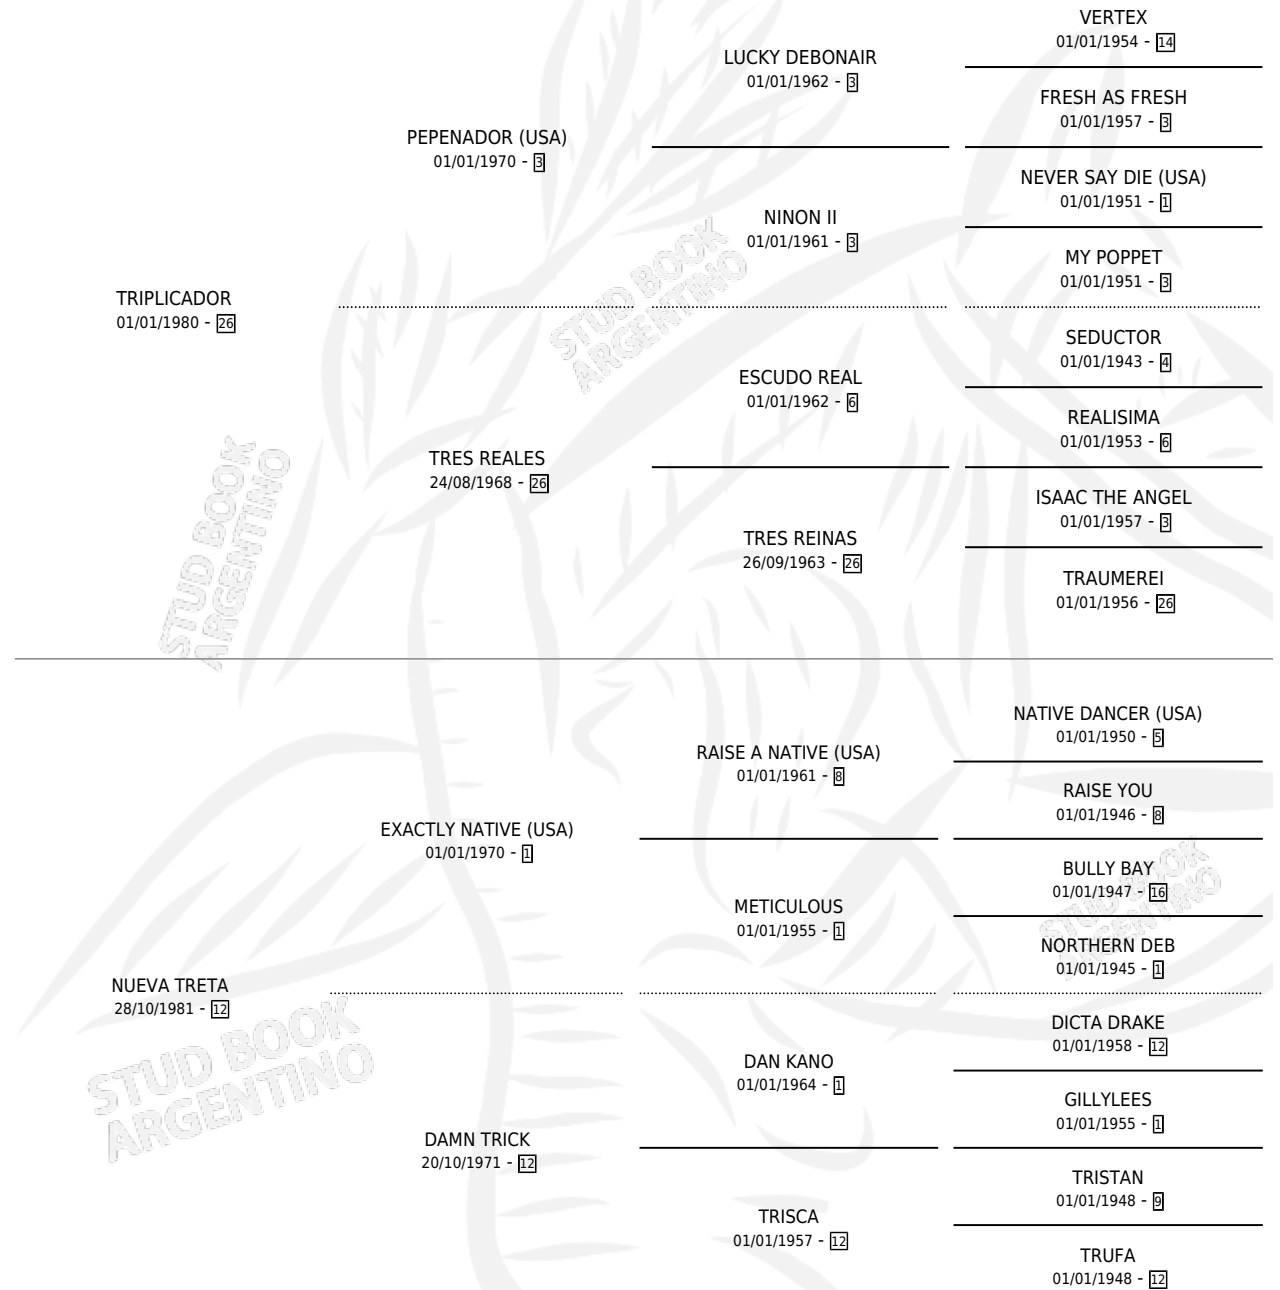 VERTEX
01/01/1954 - 14
LUCKY DEBONAIR
01/01/1962 - 3
FRESH AS FRESH
01/01/1957 - 3
PEPENADOR (USA)
01/01/1970 - 3
NEVER SAY DIE (USA)
01/01/1951 - 1
NINON II
01/01/1961 - 3
MY POPPET
01/01/1951 - 3
TRIPLICADOR
01/01/1980 - 26
SEDUCTOR
01/01/1943 - 4
ESCUDO REAL
01/01/1962 - 6
REALISIMA
01/01/1953 - 6
TRES REALES
24/08/1968 - 26
ISAAC THE ANGEL
01/01/1957 - 3
TRES REINAS
26/09/1963 - 26
TRAUMEREI
01/01/1956 - 26
STUD BOOK
ARGENTINO
STUD BOOK
ARGENTINO
NATIVE DANCER (USA)
01/01/1950 - 5
RAISE A NATIVE (USA)
01/01/1961 - 8
RAISE YOU
01/01/1946 - 8
EXACTLY NATIVE (USA)
01/01/1970 - 1
BULLY BAY
01/01/1947 - 16
METICULOUS
01/01/1955 - 1
NORTHERN DEB
01/01/1945 - 1
NUEVA TRETA
28/10/1981 - 12
DICTA DRAKE
01/01/1958 - 12
DAN KANO
01/01/1964 - 1
GILLYLEES
01/01/1955 - 1
DAMN TRICK
20/10/1971 - 12
TRISTAN
01/01/1948 - 9
TRISCA
01/01/1957 - 12
TRUFA
01/01/1948 - 12
STUD BOOK
ARGENTINO
STUD BOOK
ARGENTINO